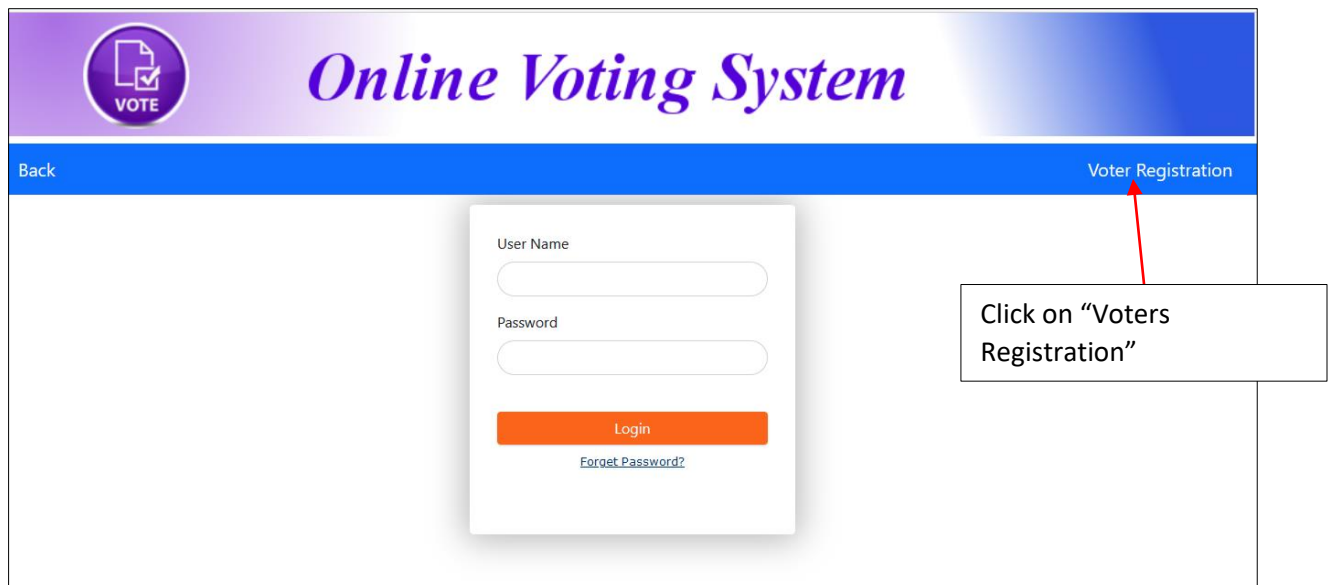 VOTE
Online Voting System
Back
Voter Registration
User Name
Password
Click on “Voters
Registration”
Login
Forget Password?